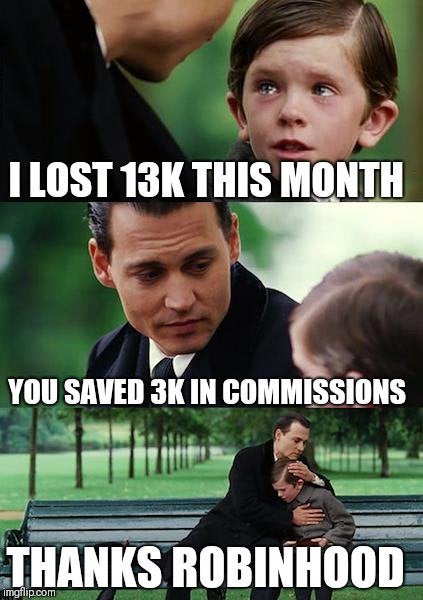 I LOST 13K THIS MONTH
YOU SAVED 3K IN COMMISSIONS
THANKS ROBINHOOD
imgflip.com